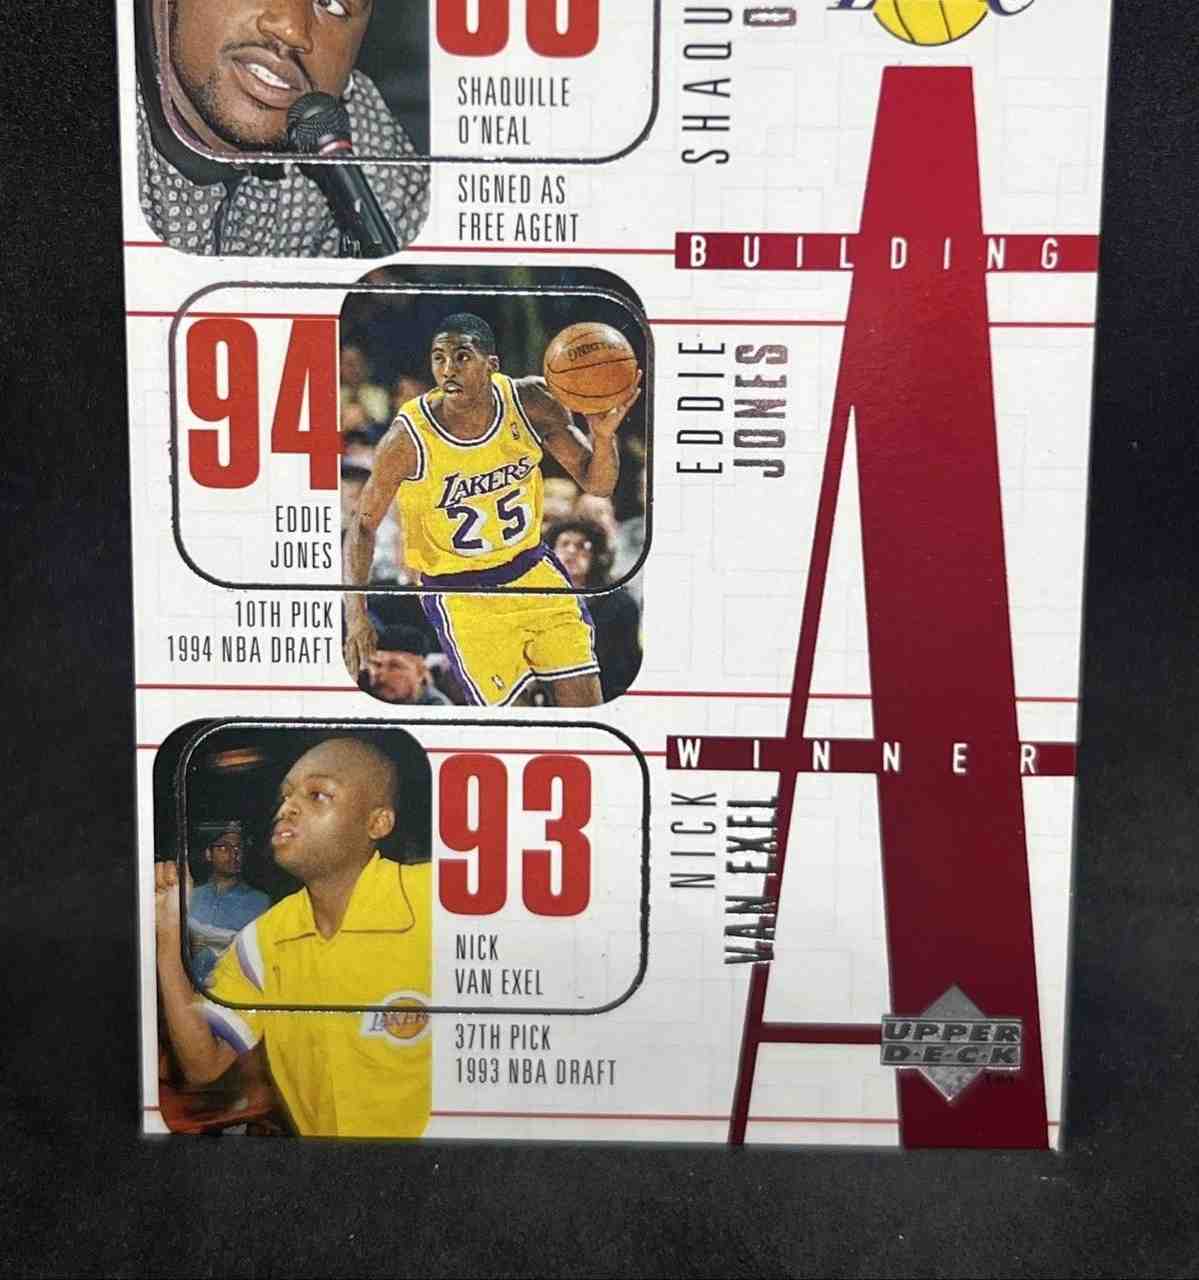 SHAQUILLE
O'NEAL
SIGNED AS
FREE AGENT
SHAQU
BUILDING
94
EDDIE
JONES
10TH PICK
1994 NBA DRAFT
LAKERS
25
EDDIE
JONES
A
WINNER
93
NICK
VAN EXEL
37TH PICK
1993 NBA DRAFT
LAKERS
NICK
VAN EXEL
UPPER
D·E·C·K